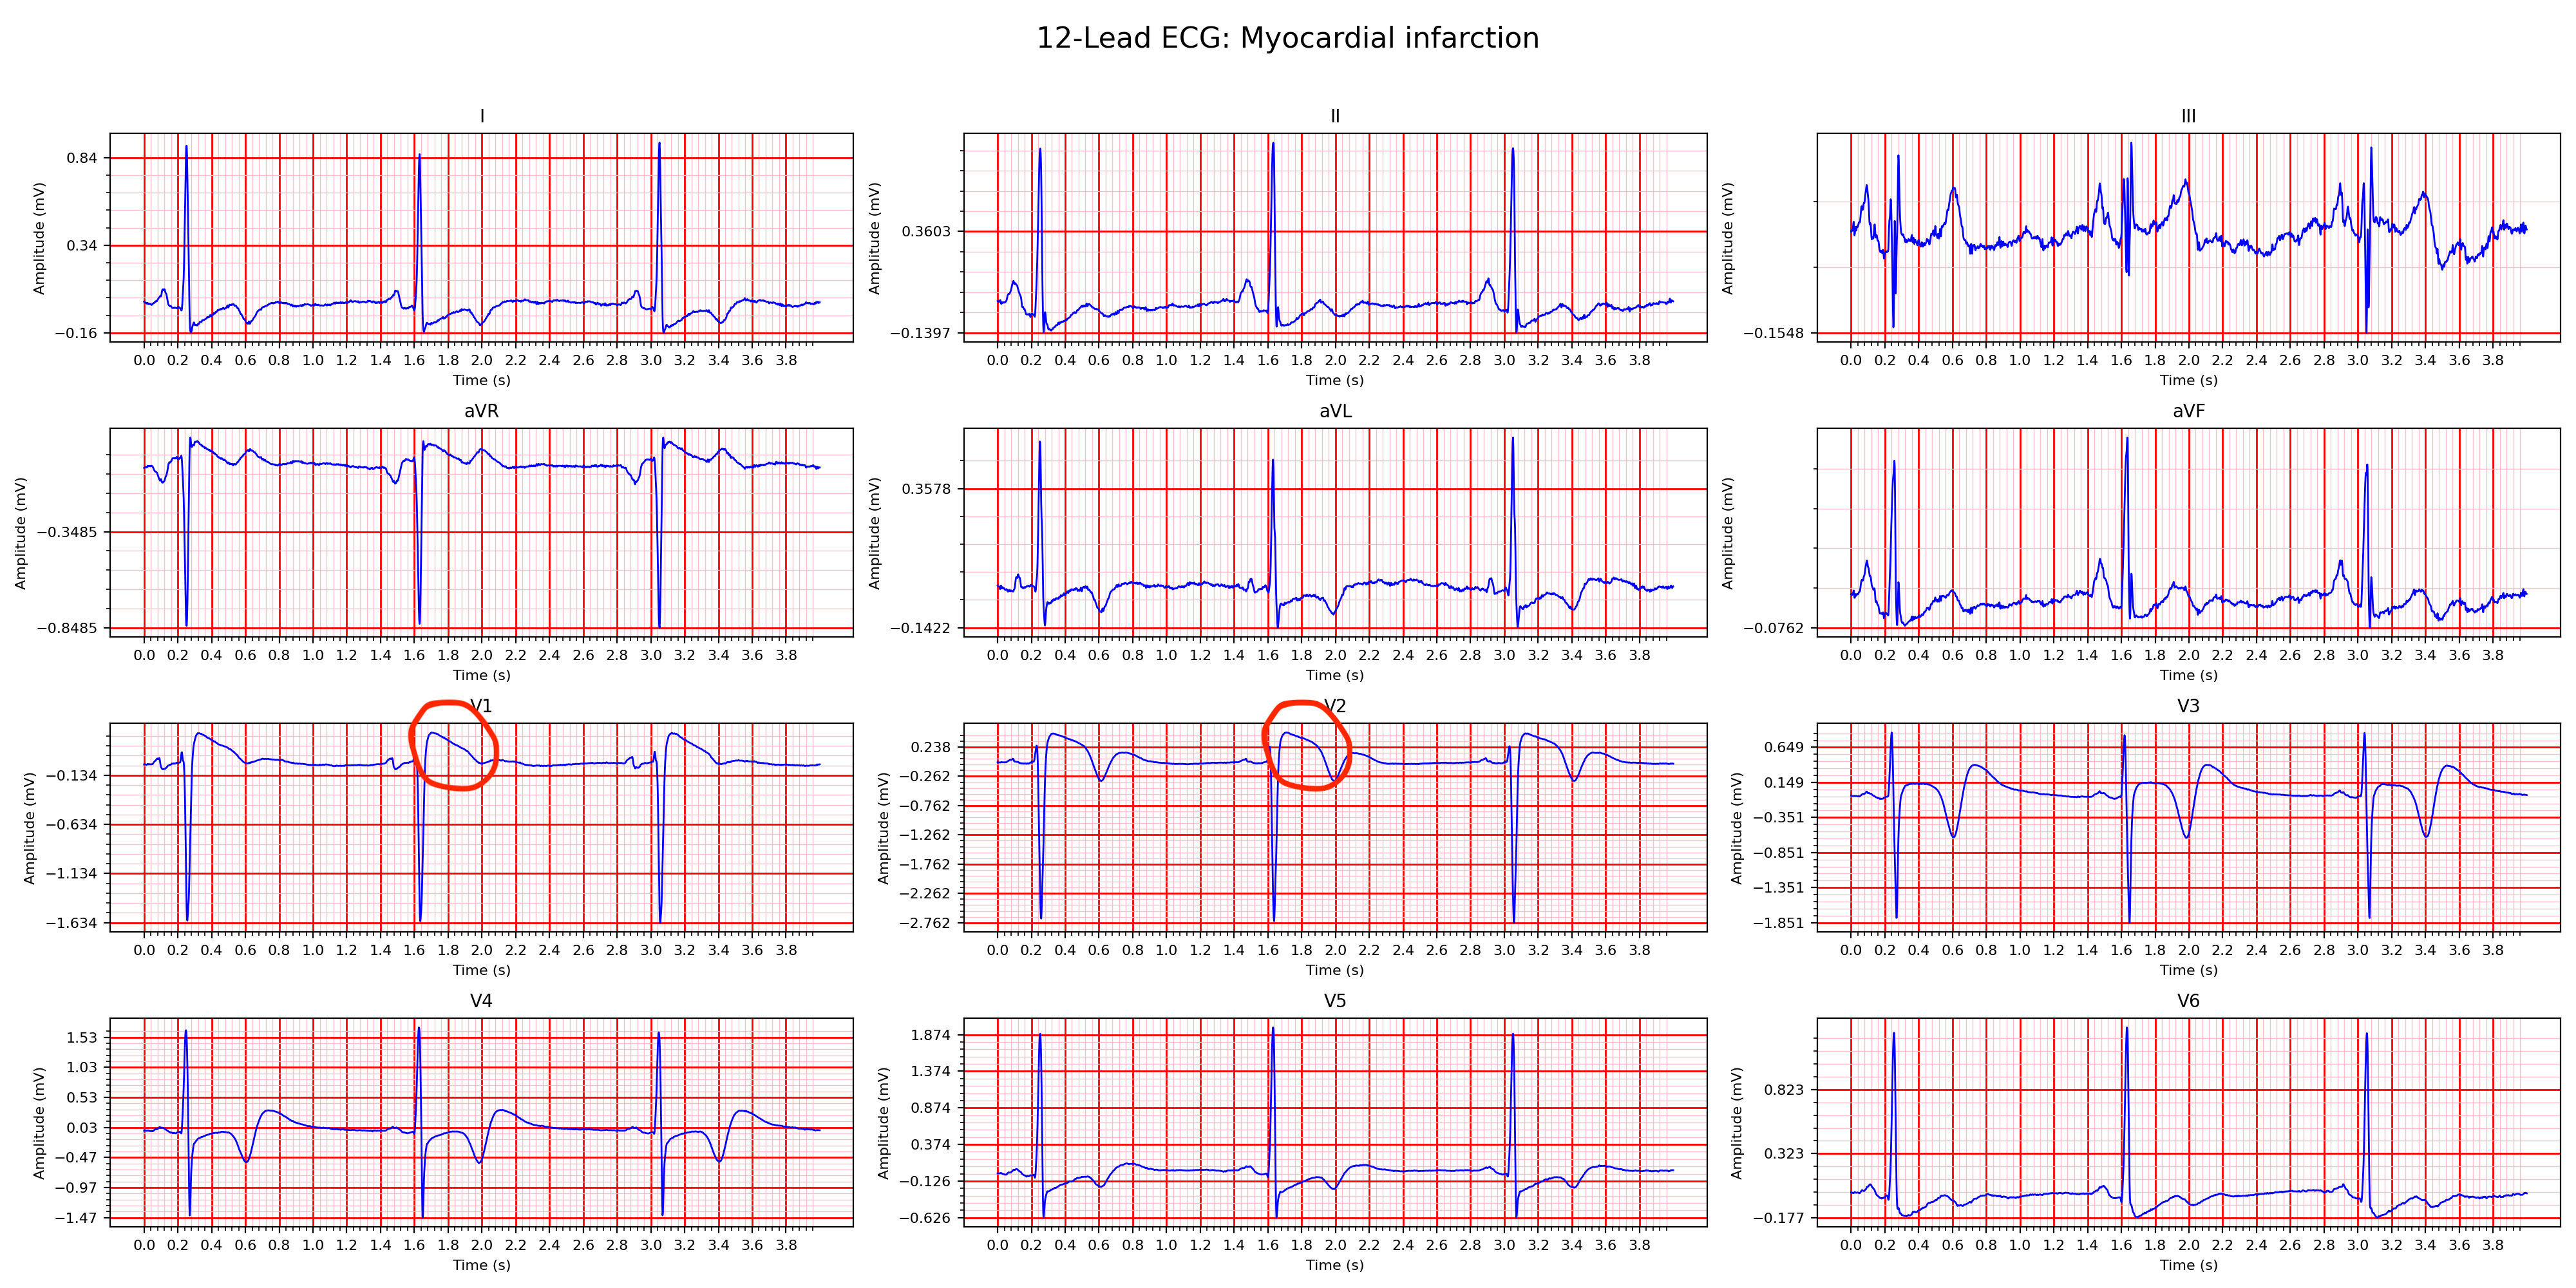 12-Lead ECG: Myocardial infarction
I
Amplitude (mV)
0.84
0.34
−0.16
0.0 0.2 0.4 0.6 0.8 1.0 1.2 1.4 1.6 1.8 2.0 2.2 2.4 2.6 2.8 3.0 3.2 3.4 3.6 3.8
Time (s)
II
Amplitude (mV)
0.3603
−0.1397
0.0 0.2 0.4 0.6 0.8 1.0 1.2 1.4 1.6 1.8 2.0 2.2 2.4 2.6 2.8 3.0 3.2 3.4 3.6 3.8
Time (s)
III
Amplitude (mV)
−0.1548
0.0 0.2 0.4 0.6 0.8 1.0 1.2 1.4 1.6 1.8 2.0 2.2 2.4 2.6 2.8 3.0 3.2 3.4 3.6 3.8
Time (s)
aVR
Amplitude (mV)
−0.3485
−0.8485
0.0 0.2 0.4 0.6 0.8 1.0 1.2 1.4 1.6 1.8 2.0 2.2 2.4 2.6 2.8 3.0 3.2 3.4 3.6 3.8
Time (s)
aVL
Amplitude (mV)
0.3578
−0.1422
0.0 0.2 0.4 0.6 0.8 1.0 1.2 1.4 1.6 1.8 2.0 2.2 2.4 2.6 2.8 3.0 3.2 3.4 3.6 3.8
Time (s)
aVF
Amplitude (mV)
−0.0762
0.0 0.2 0.4 0.6 0.8 1.0 1.2 1.4 1.6 1.8 2.0 2.2 2.4 2.6 2.8 3.0 3.2 3.4 3.6 3.8
Time (s)
V1
Amplitude (mV)
−0.134
−0.634
−1.134
−1.634
0.0 0.2 0.4 0.6 0.8 1.0 1.2 1.4 1.6 1.8 2.0 2.2 2.4 2.6 2.8 3.0 3.2 3.4 3.6 3.8
Time (s)
V2
Amplitude (mV)
0.238
−0.262
−0.762
−1.262
−1.762
−2.262
−2.762
0.0 0.2 0.4 0.6 0.8 1.0 1.2 1.4 1.6 1.8 2.0 2.2 2.4 2.6 2.8 3.0 3.2 3.4 3.6 3.8
Time (s)
V3
Amplitude (mV)
0.649
0.149
−0.351
−0.851
−1.351
−1.851
0.0 0.2 0.4 0.6 0.8 1.0 1.2 1.4 1.6 1.8 2.0 2.2 2.4 2.6 2.8 3.0 3.2 3.4 3.6 3.8
Time (s)
V4
Amplitude (mV)
1.53
1.03
0.53
0.03
−0.47
−0.97
−1.47
0.0 0.2 0.4 0.6 0.8 1.0 1.2 1.4 1.6 1.8 2.0 2.2 2.4 2.6 2.8 3.0 3.2 3.4 3.6 3.8
Time (s)
V5
Amplitude (mV)
1.874
1.374
0.874
0.374
−0.126
−0.626
0.0 0.2 0.4 0.6 0.8 1.0 1.2 1.4 1.6 1.8 2.0 2.2 2.4 2.6 2.8 3.0 3.2 3.4 3.6 3.8
Time (s)
V6
Amplitude (mV)
0.823
0.323
−0.177
0.0 0.2 0.4 0.6 0.8 1.0 1.2 1.4 1.6 1.8 2.0 2.2 2.4 2.6 2.8 3.0 3.2 3.4 3.6 3.8
Time (s)